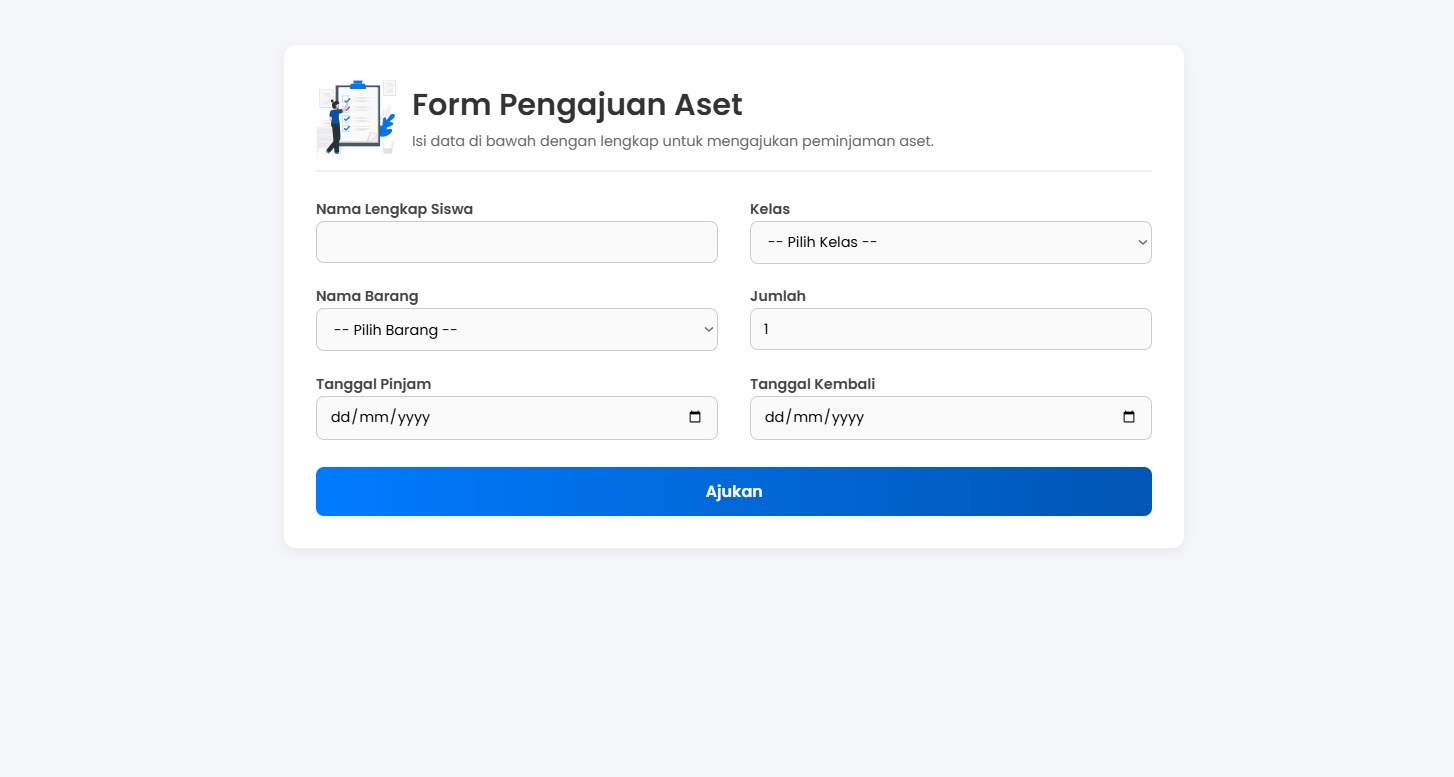 Form Pengajuan Aset
Isi data di bawah dengan lengkap untuk mengajukan peminjaman aset.
Nama Lengkap Siswa
Kelas
-- Pilih Kelas --
Nama Barang
Jumlah
-- Pilih Barang --
1
Tanggal Pinjam
Tanggal Kembali
dd/mm/yyyy
dd/mm/yyyy
Ajukan